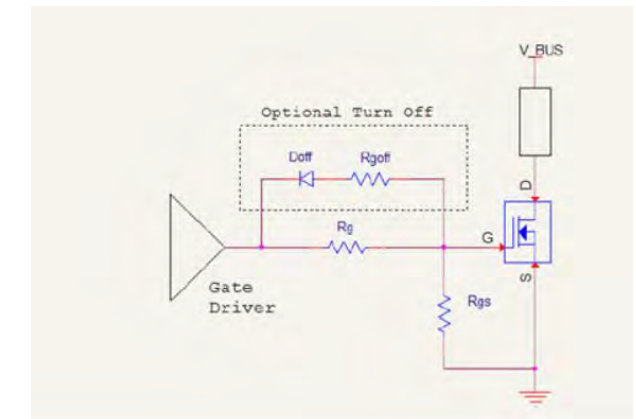 V_BUS
Optional Turn Off
Doff
Rgoff
Rg
D
G
S
Gate
Driver
Rgs